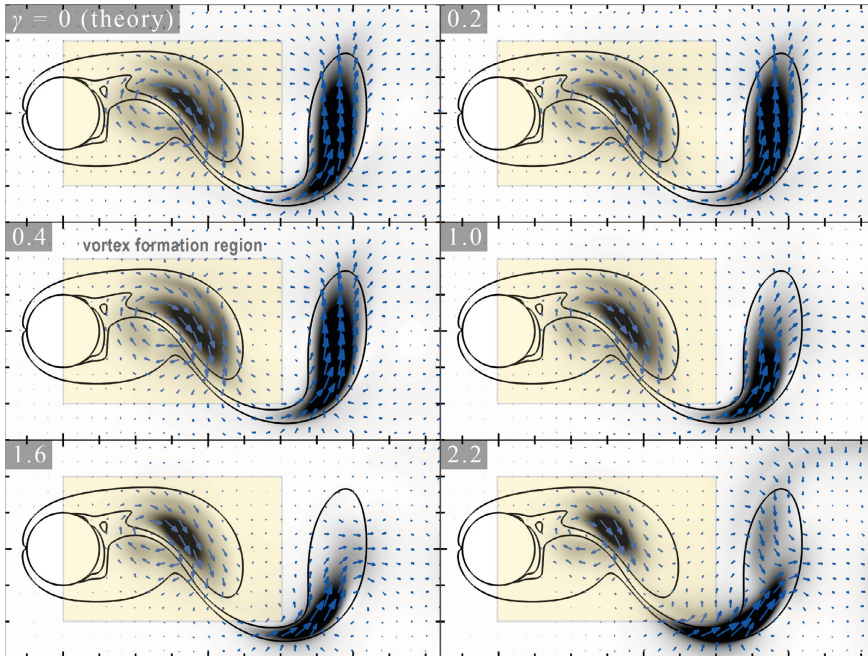 γ = 0 (theory)
0.2
0.4
vortex formation region
1.0
1.6
2.2